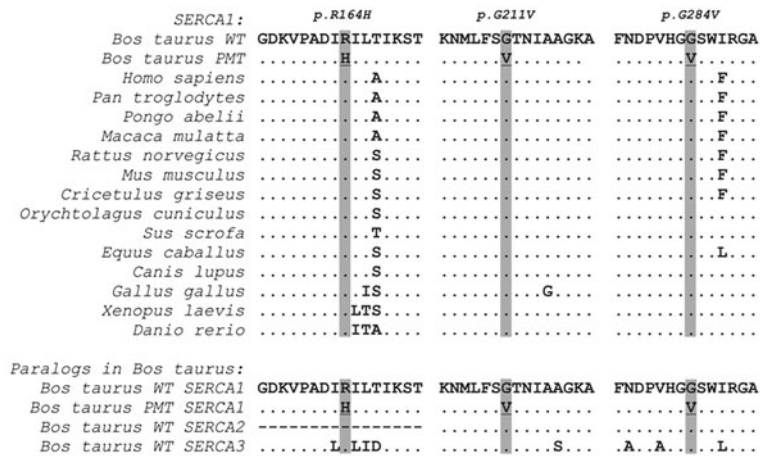 SERCA1: p.R164H p.G211V p.G284V
Bos taurus WT GDKVPADIRILTIKST KNMLFSGTNIAAGKA FNDPVHGGSWIRGA
Bos taurus PMT ........H....... ......V....... .......V......
Homo sapiens ...........A.... ............... ..........F...
Pan troglodytes ...........A.... ............... ..........F...
Pongo abelii ...........A.... ............... ..........F...
Macaca mulatta ...........A.... ............... ..........F...
Rattus norvegicus ...........S.... ............... ..........F...
Mus musculus ...........S.... ............... ..........F...
Cricetulus griseus ...........S.... ............... ..........F...
Orychtolagus cuniculus ...........S.... ............... ..............
Sus scrofa ...........T.... ............... ..............
Equus caballus ...........S.... ............... ..........L...
Canis lupus ...........S.... ............... ..............
Gallus gallus ..........IS.... ..........G.... ..............
Xenopus laevis .........LTS.... ............... ..............
Danio rerio .........ITA.... ............... ..............
Paralogs in Bos taurus:
Bos taurus WT SERCA1 GDKVPADIRILTIKST KNMLFSGTNIAAGKA FNDPVHGGSWIRGA
Bos taurus PMT SERCA1 ........H....... ......V........ .......V......
Bos taurus WT SERCA2 ---------------- ............... ..............
Bos taurus WT SERCA3 .......L.LID.... ...........S... .A..A.....L...